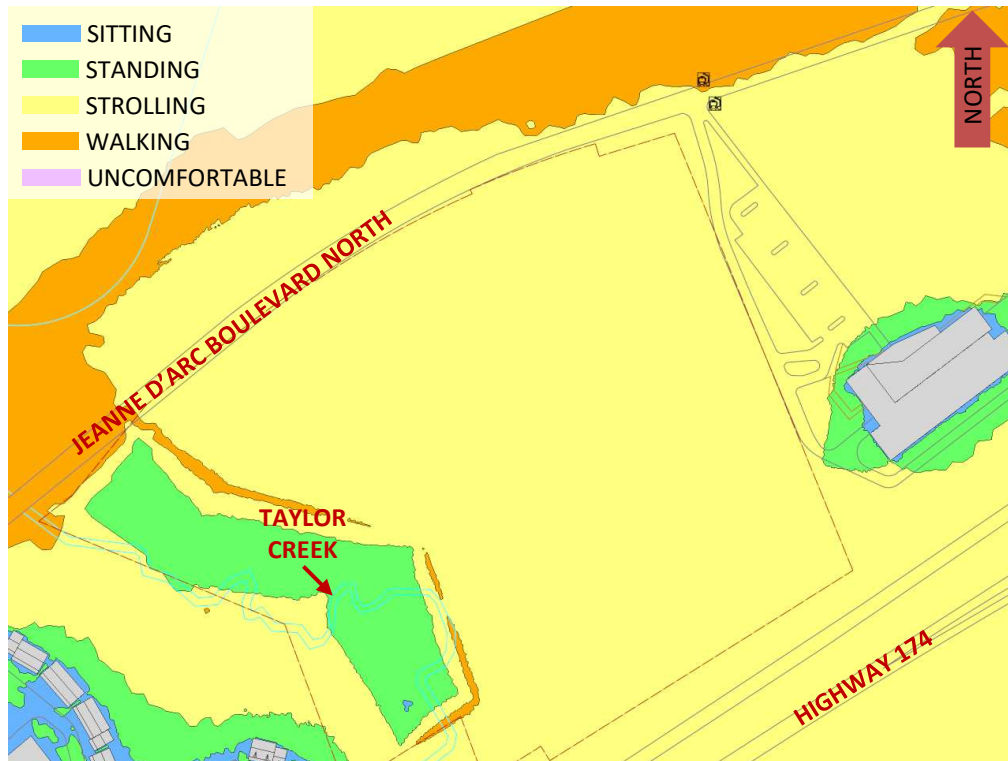 SITTING
STANDING
STROLLING
WALKING
UNCOMFORTABLE
NORTH
JEANNE D'ARC BOULEVARD NORTH
TAYLOR
CREEK
HIGHWAY 174